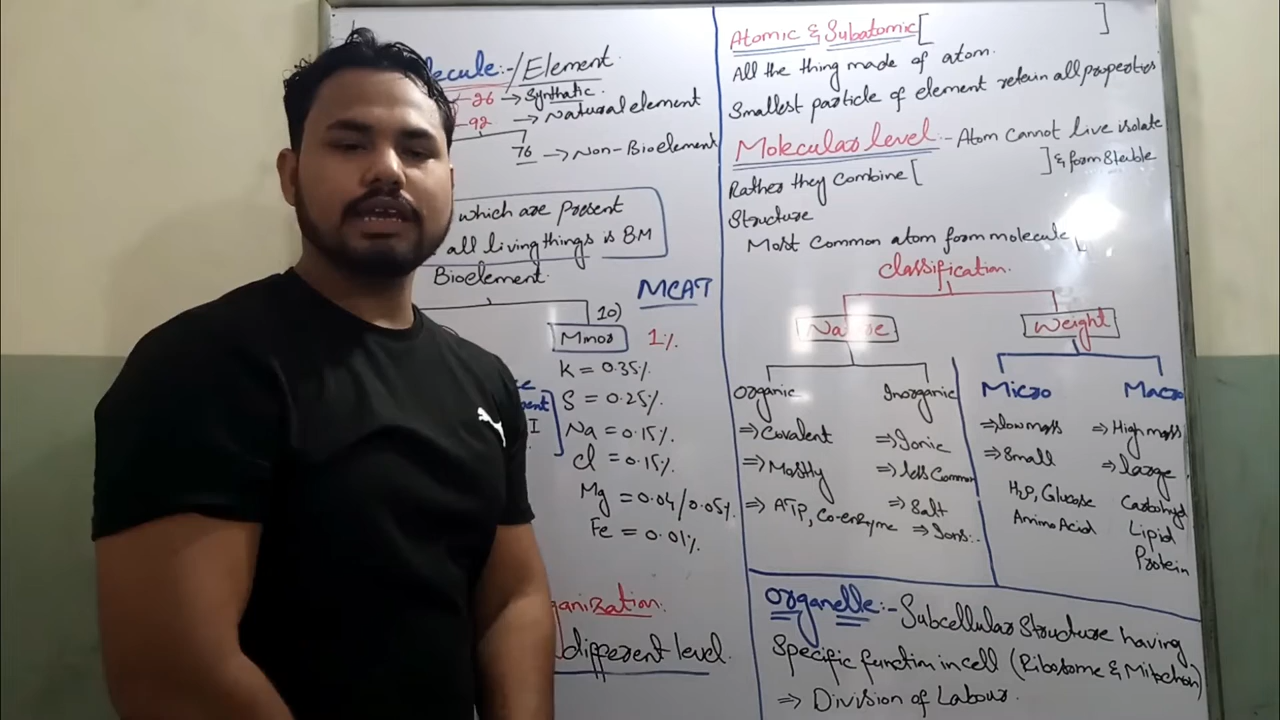 lecule:-/Element
26 → Synthatic.
92 → Natural element
76 → Non-Bioelement
which are Present
all living things is BM
Bioelement.
MCAT
10)
Minor 1%.
K = 0.35%.
S = 0.25%.
Na = 0.15%.
Cl = 0.15%.
Mg = 0.04/0.05%.
Fe = 0.01%.
ganization.
different level.
Atomic & Subatomic [ ]
All the thing made of atom.
Smallest particle of element retain all properties
Molecular level:- Atom cannot live isolate
Rather they Combine [ ] & form Stable
Structure
Most Common atom form molecule
Classification.
Weight
Organic Inorganic Micro Macro
⇒ Covalent ⇒ Ionic ⇒ low mass ⇒ High mass
⇒ Mostly ⇒ less Common ⇒ Small ⇒ large
⇒ ATP, Co-enzyme ⇒ Salt H2O, Glucose Carbohyd
⇒ Ions:. Amino Acid Lipid
Protein
Organelle:- Subcellular Structure having
Specific function in cell (Ribosome & Mitochon)
⇒ Division of Labour.